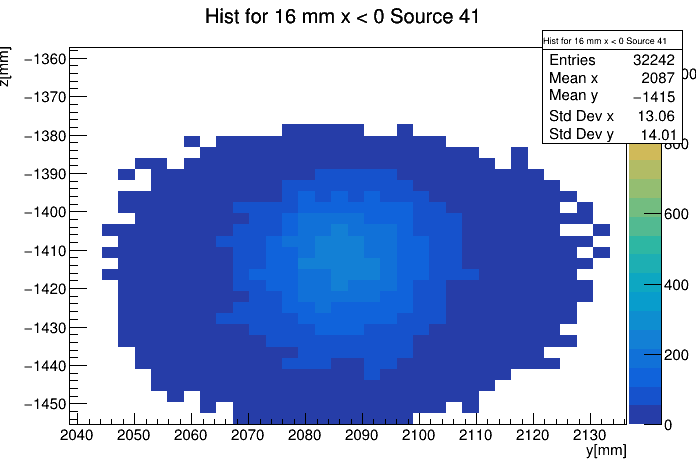 Hist for 16 mm x < 0 Source 41
Hist for 16 mm x < 0 Source 41
Entries 32242
Mean x 2087
Mean y −1415
Std Dev x 13.06
Std Dev y 14.01
z[mm]
−1360
−1370
−1380
−1390
−1400
−1410
−1420
−1430
−1440
−1450
2040 2050 2060 2070 2080 2090 2100 2110 2120 2130
y[mm]
800
600
400
200
0